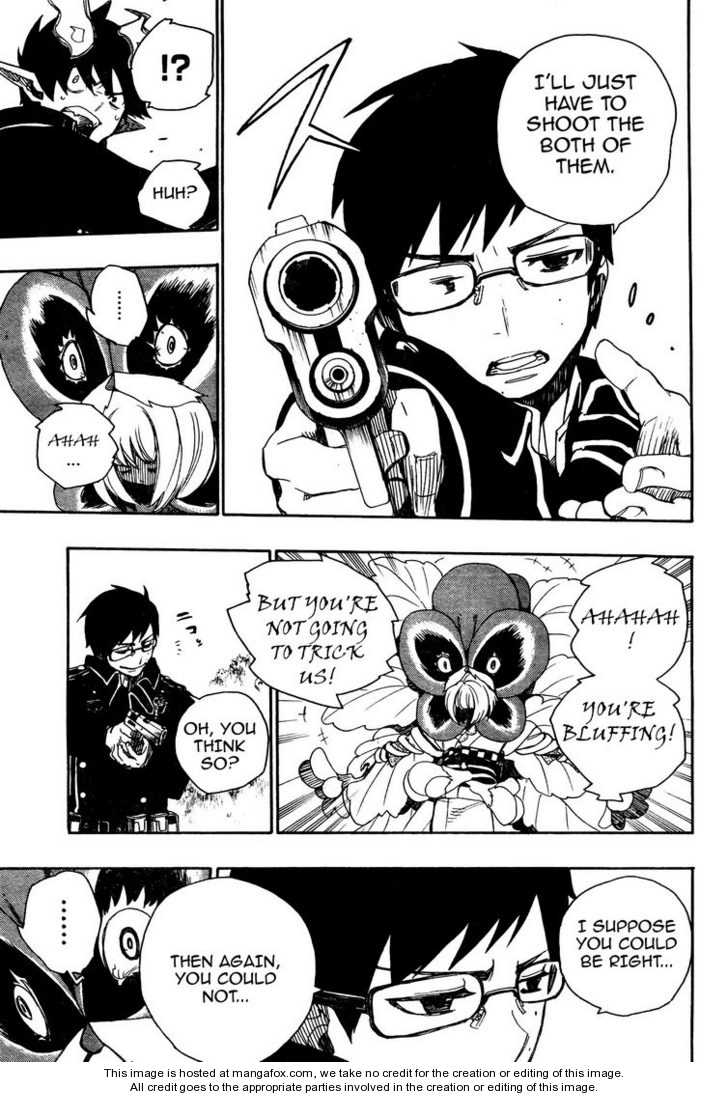 I'LL JUST
HAVE TO
SHOOT THE
BOTH OF
THEM.
!?
HUH?
......
AHAH
...
AHAHAH
!
YOU'RE
BLUFFING!
BUT YOU'RE
NOT GOING
TO TRICK
US!
OH, YOU
THINK
SO?
I SUPPOSE
YOU COULD
BE RIGHT...
THEN AGAIN,
YOU COULD
NOT...
......
This image is hosted at mangafox.com, we take no credit for the creation or editing of this image.
All credit goes to the appropriate parties involved in the creation or editing of this image.